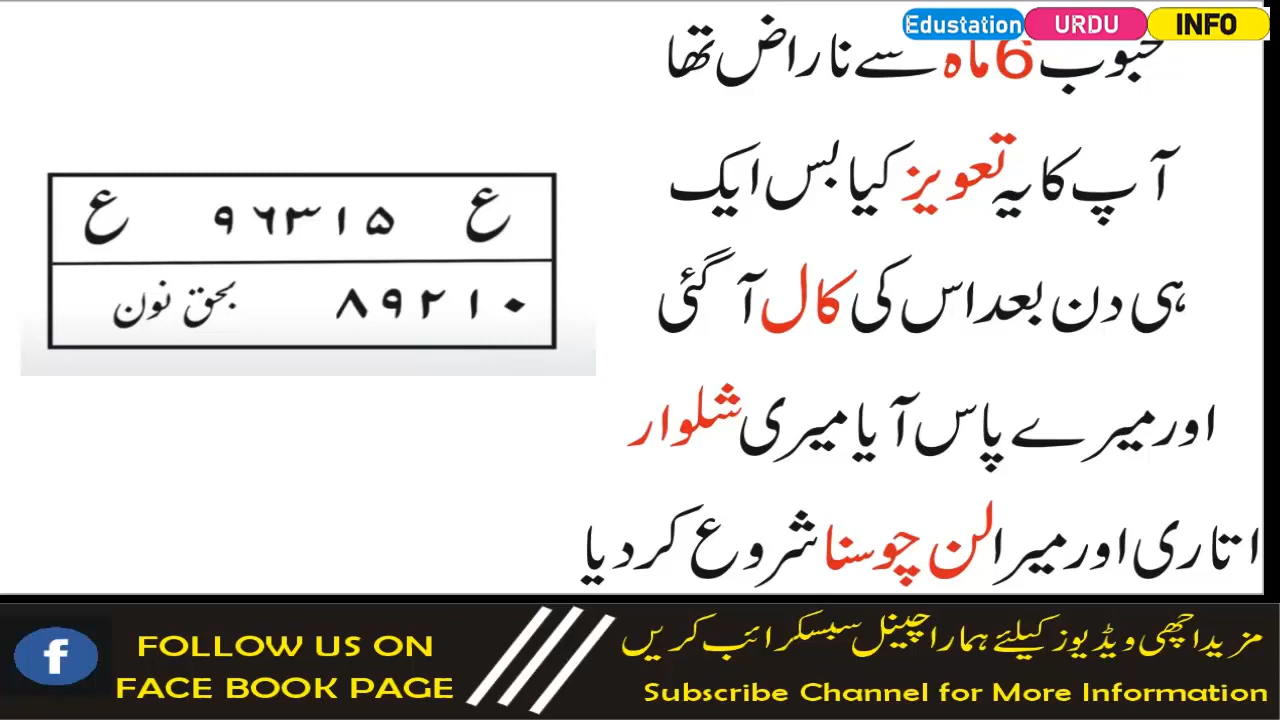 Edustation URDU INFO
محبوب 6 ماہ سے ناراض تھا
آپ کا یہ تعویز کیا بس ایک
ہی دن بعد اس کی کال آ گئی
اور میرے پاس آیا میری شلوار
اتاری اور میرا لن چوسنا شروع کر دیا
ع ۹۶۳۱۵ ع
۸۹۲۱۰ بحق نون
FOLLOW US ON
FACE BOOK PAGE
مزید اچھی ویڈیوز کیلئے ہمارا چینل سبسکرائب کریں
Subscribe Channel for More Information